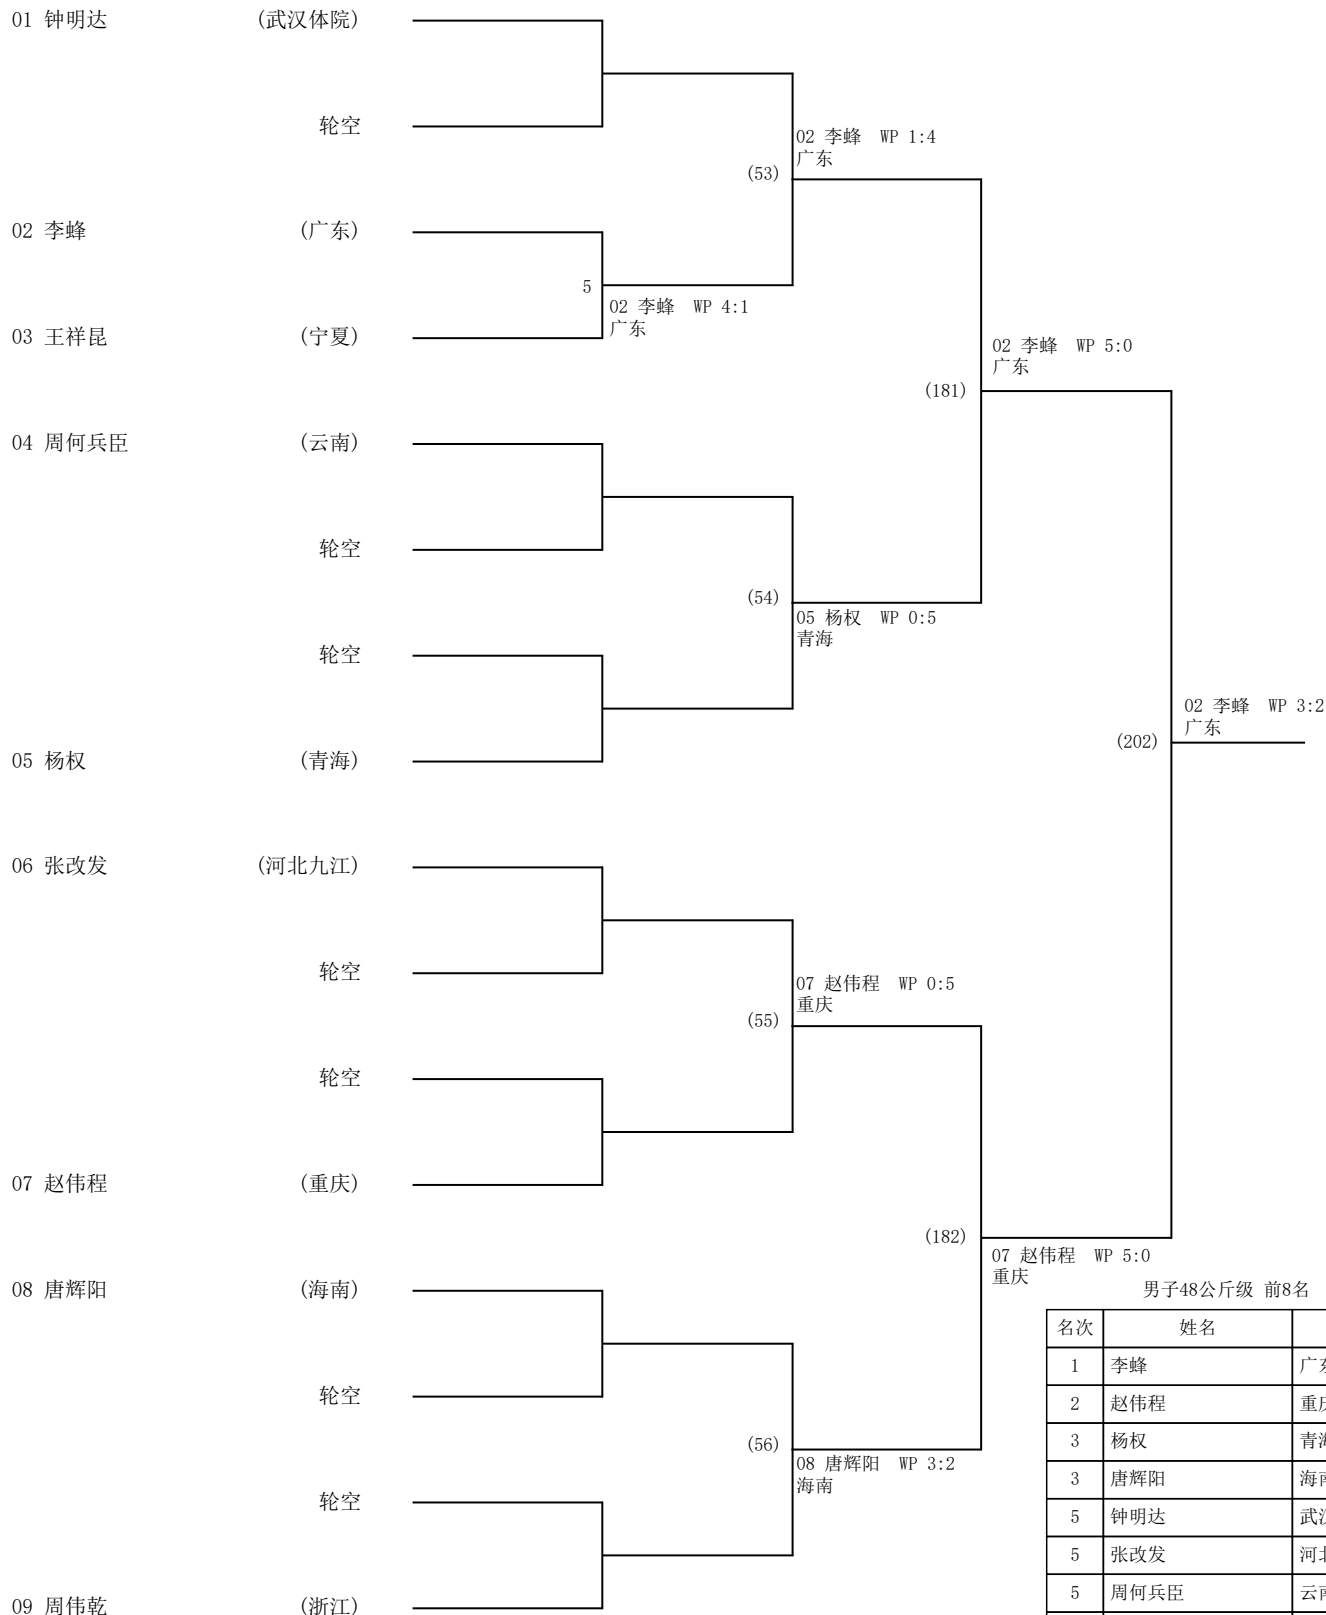 01 钟明达 (武汉体院)
轮空
02 李蜂 WP 1:4
广东
(53)
02 李蜂 (广东)
5
02 李蜂 WP 4:1
广东
03 王祥昆 (宁夏)
02 李蜂 WP 5:0
广东
(181)
04 周何兵臣 (云南)
轮空
(54)
05 杨权 WP 0:5
青海
轮空
02 李蜂 WP 3:2
广东
(202)
05 杨权 (青海)
06 张改发 (河北九江)
轮空
07 赵伟程 WP 0:5
重庆
(55)
轮空
07 赵伟程 (重庆)
(182)
07 赵伟程 WP 5:0
重庆
08 唐辉阳 (海南)
轮空
(56)
08 唐辉阳 WP 3:2
海南
轮空
09 周伟乾 (浙江)
男子48公斤级 前8名
名次 姓名
1 李蜂
2 赵伟程 重
3 杨权 青
3 唐辉阳 海
5 钟明达 武
5 张改发 河
5 周何兵臣 云